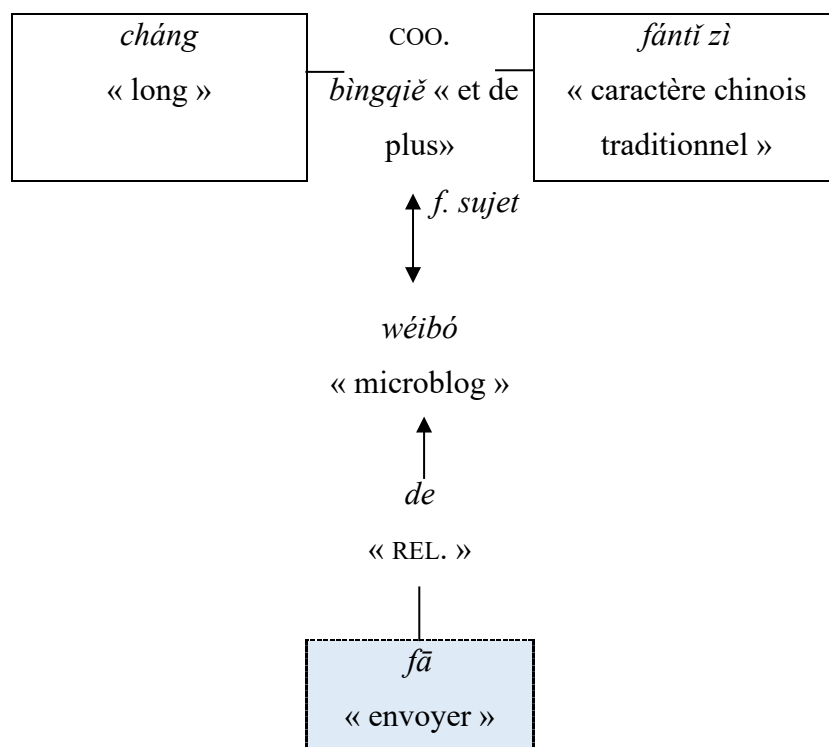 cháng
« long »
COO.
bìngqiě « et de
plus»
fántǐ zì
« caractère chinois
traditionnel »
f. sujet
wéibó
« microblog »
de
« REL. »
fā
« envoyer »